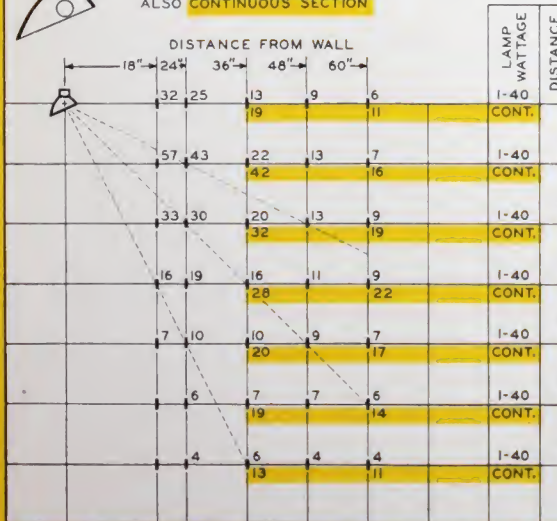 ALSO CONTINUOUS SECTION
DISTANCE FROM WALL
18" 24" 36" 48" 60"
LAMP WATTAGE
DISTANCE
32 25 13 9 6 1-40
19 11 CONT.
57 43 22 13 7 1-40
42 16 CONT.
33 30 20 13 9 1-40
32 19 CONT.
16 19 16 11 9 1-40
28 22 CONT.
7 10 10 9 7 1-40
20 17 CONT.
6 7 7 6 1-40
19 14 CONT.
4 6 4 4 1-40
13 11 CONT.